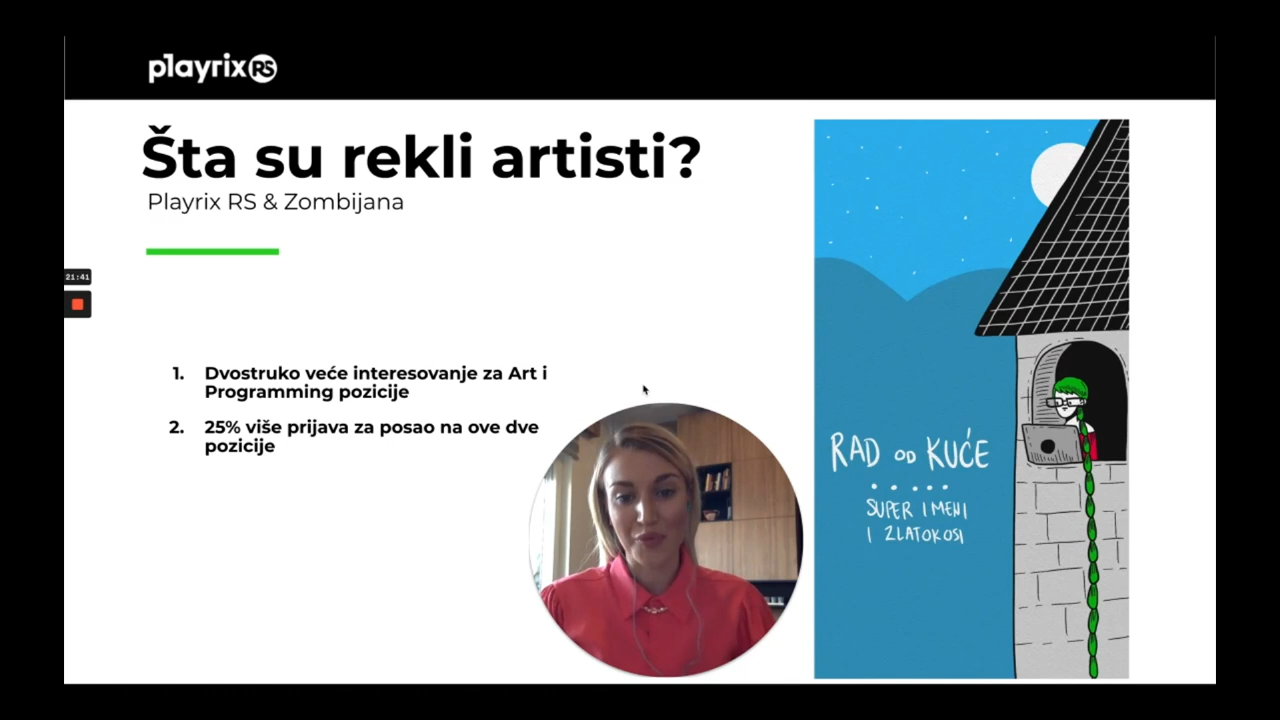 playrix RS
Šta su rekli artisti?
Playrix RS & Zombijana
21:41
1. Dvostruko veće interesovanje za Art i
Programming pozicije
2. 25% više prijava za posao na ove dve
pozicije
RAD OD KUĆE
SUPER I MENI
I ZLATOKOSI